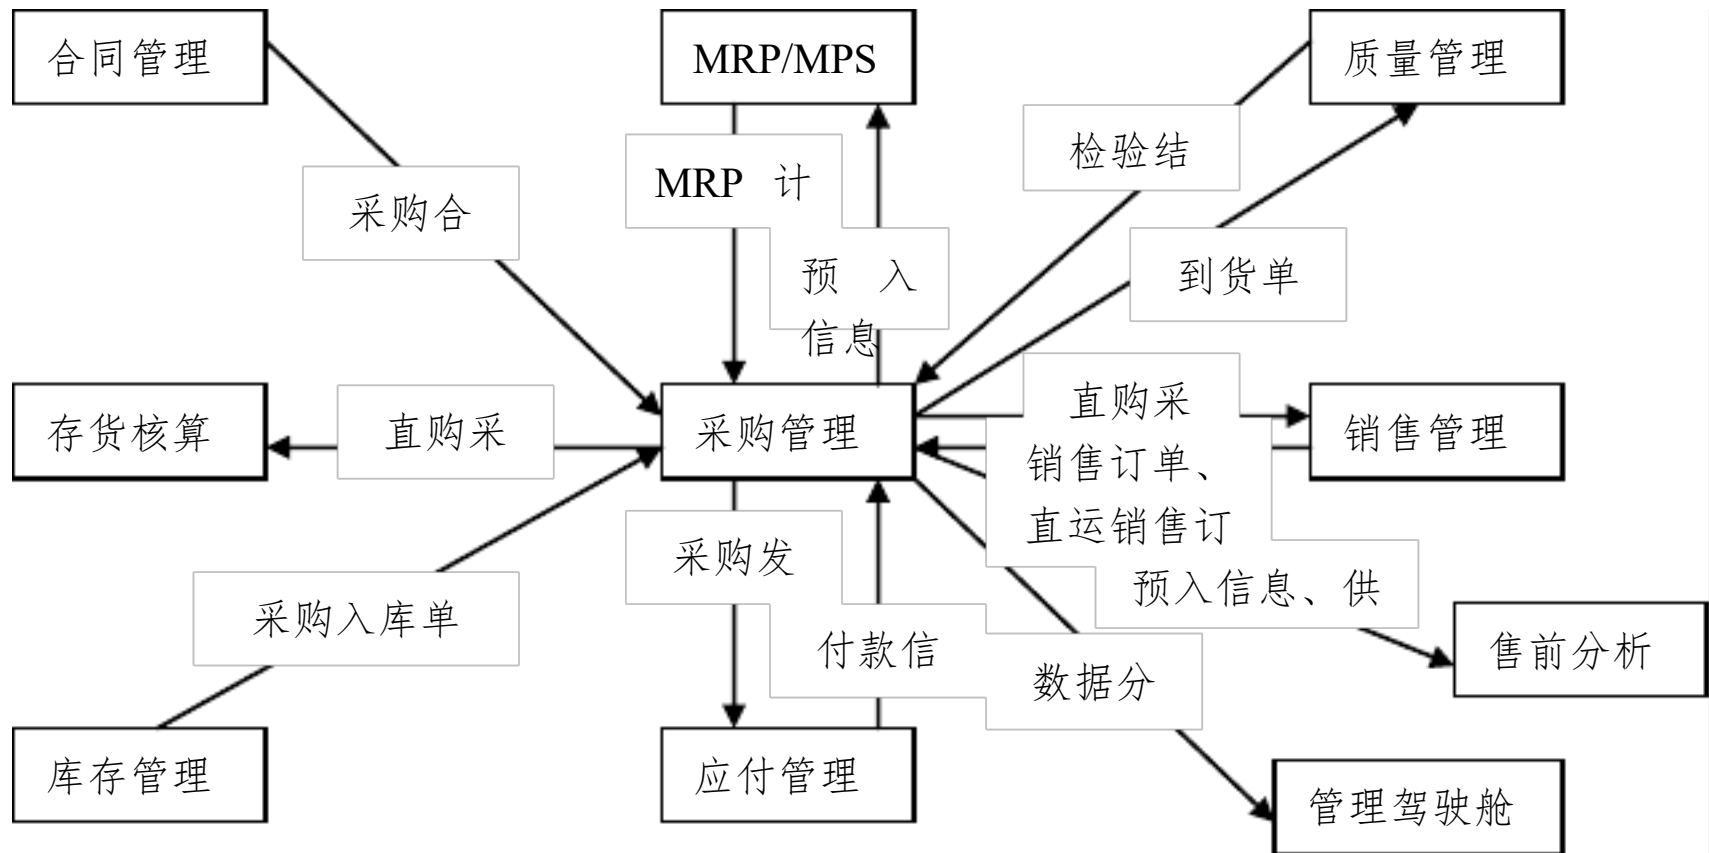 合同管理
MRP/MPS
质量管理
检验结
MRP 计
采购合
预 入
信息
到货单
存货核算
直购采
采购管理
直购采
销售管理
销售订单、
直运销售订
采购发
预入信息、供
采购入库单
付款信
数据分
售前分析
库存管理
应付管理
管理驾驶舱